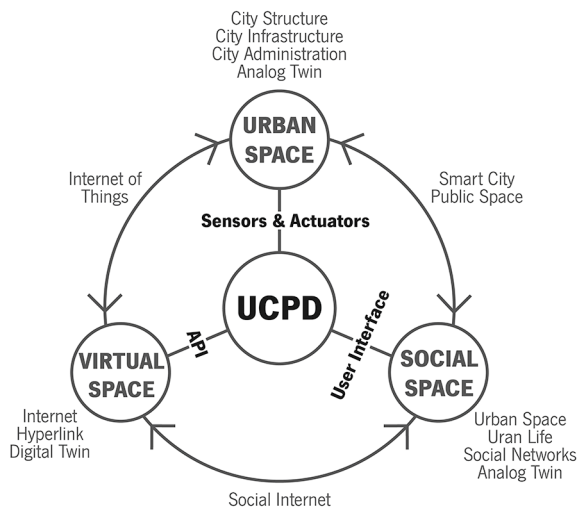 City Structure
City Infrastructure
City Administration
Analog Twin
URBAN
SPACE
Internet of
Things
Smart City
Public Space
Sensors & Actuators
UCPD
API
User Interface
VIRTUAL
SPACE
SOCIAL
SPACE
Internet
Hyperlink
Digital Twin
Urban Space
Uran Life
Social Networks
Analog Twin
Social Internet